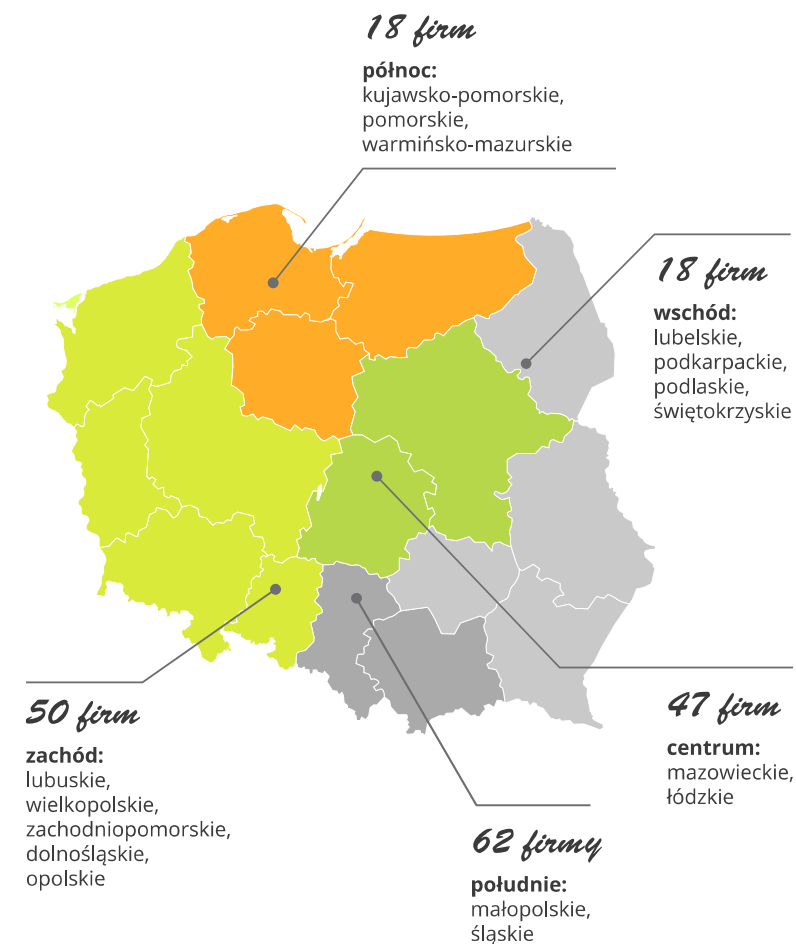 18 firm
północ:
kujawsko-pomorskie,
pomorskie,
warmińsko-mazurskie
18 firm
wschód:
lubelskie,
podkarpackie,
podlaskie,
świętokrzyskie
50 firm
zachód:
lubuskie,
wielkopolskie,
zachodniopomorskie,
dolnośląskie,
opolskie
47 firm
centrum:
mazowieckie,
łódzkie
62 firmy
południe:
małopolskie,
śląskie